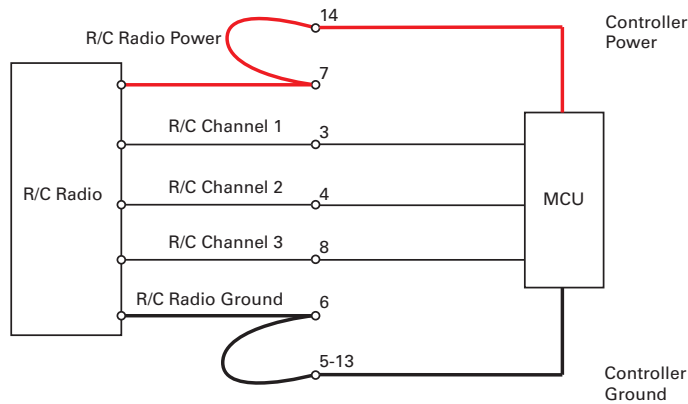 14
Controller
Power
R/C Radio Power
7
R/C Channel 1
3
R/C Radio
R/C Channel 2
4
MCU
R/C Channel 3
8
R/C Radio Ground
6
5-13
Controller
Ground